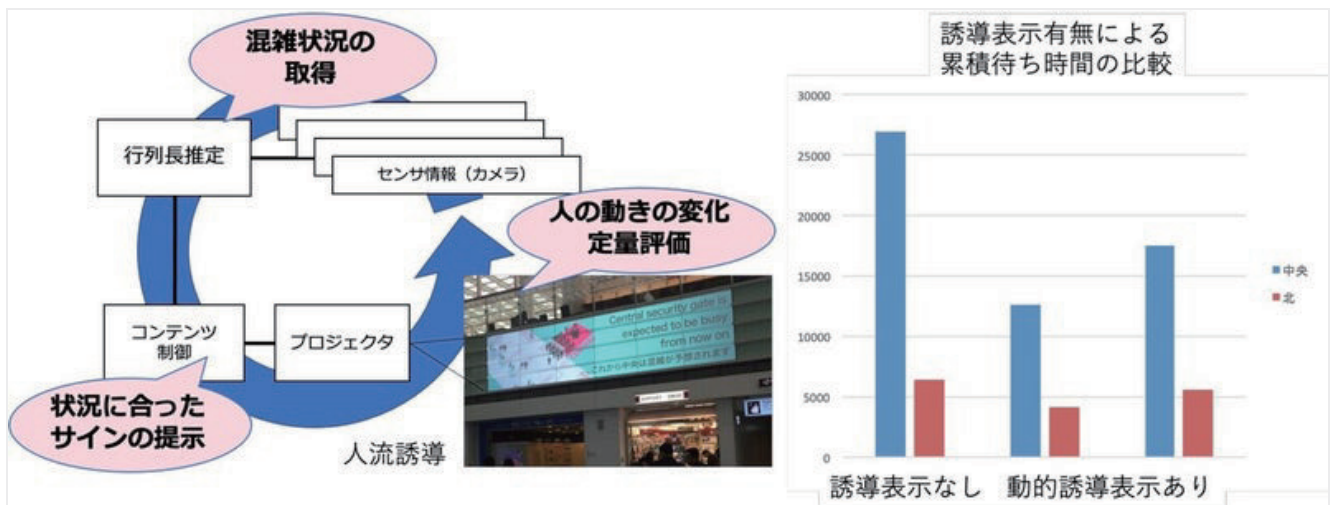 混雑状況の
取得
行列長推定
センサ情報（カメラ）
人の動きの変化
定量評価
コンテンツ
制御
プロジェクタ
Central security gate is
expected to be busy
from now on
これから中央は混雑が予想されます
状況に合った
サインの提示
人流誘導
誘導表示有無による
累積待ち時間の比較
30000
25000
20000
15000
10000
5000
0
中央
北
誘導表示なし 動的誘導表示あり